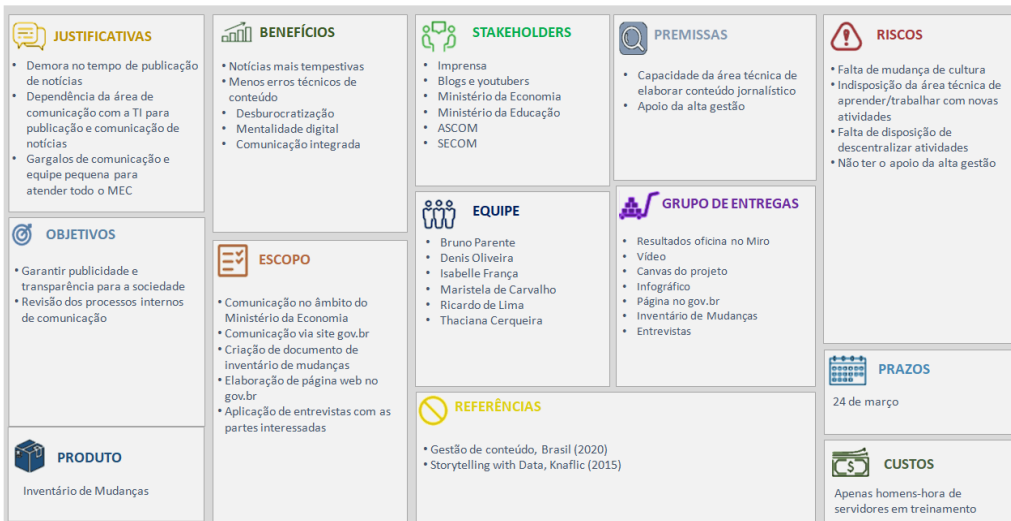 JUSTIFICATIVAS
• Demora no tempo de publicação
de notícias
• Dependência da área de
comunicação com a TI para
publicação e comunicação de
notícias
• Gargalos de comunicação e
equipe pequena para
atender todo o MEC
OBJETIVOS
• Garantir publicidade e
transparência para a sociedade
• Revisão dos processos internos
de comunicação
PRODUTO
Inventário de Mudanças
BENEFÍCIOS
• Notícias mais tempestivas
• Menos erros técnicos de
conteúdo
• Desburocratização
• Mentalidade digital
• Comunicação integrada
ESCOPO
• Comunicação no âmbito do
Ministério da Economia
• Comunicação via site gov.br
• Criação de documento de
inventário de mudanças
• Elaboração de página web no
gov.br
• Aplicação de entrevistas com as
partes interessadas
STAKEHOLDERS
• Imprensa
• Blogs e youtubers
• Ministério da Economia
• Ministério da Educação
• ASCOM
• SECOM
EQUIPE
• Bruno Parente
• Denis Oliveira
• Isabelle França
• Maristela de Carvalho
• Ricardo de Lima
• Thaciana Cerqueira
PREMISSAS
• Capacidade da área técnica de
elaborar conteúdo jornalístico
• Apoio da alta gestão
GRUPO DE ENTREGAS
• Resultados oficina no Miro
• Vídeo
• Canvas do projeto
• Infográfico
• Página no gov.br
• Inventário de Mudanças
• Entrevistas
REFERÊNCIAS
• Gestão de conteúdo, Brasil (2020)
• Storytelling with Data, Knaflic (2015)
RISCOS
• Falta de mudança de cultura
• Indisposição da área técnica de
aprender/trabalhar com novas
atividades
• Falta de disposição de
descentralizar atividades
• Não ter o apoio da alta gestão
PRAZOS
24 de março
CUSTOS
Apenas homens-hora de
servidores em treinamento